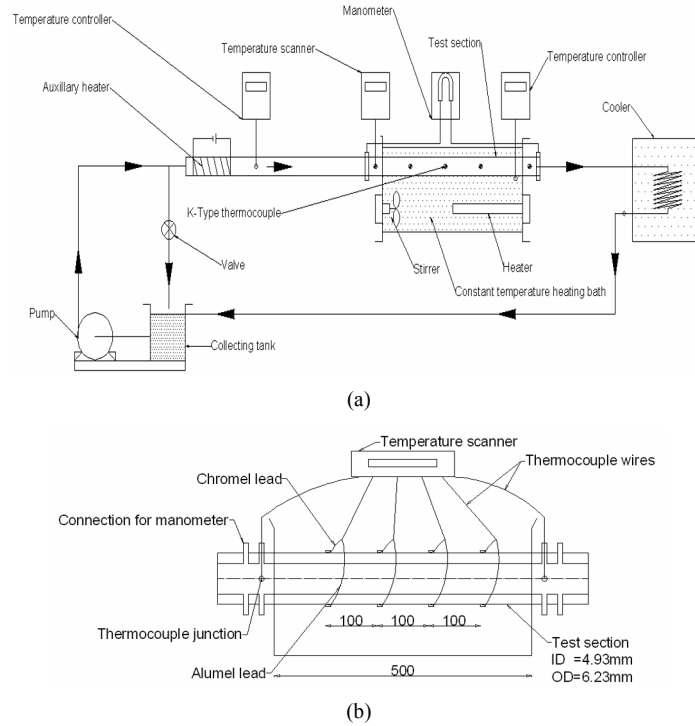 Temperature controller
Manometer
Test section
Temperature scanner
Temperature controller
Auxillary heater
Cooler
K-Type thermocouple
Valve
Stirrer
Heater
Constant temperature heating bath
Pump
Collecting tank
(a)
Temperature scanner
Chromel lead
Thermocouple wires
Connection for manometer
100 100 100
Thermocouple junction
Test section
ID =4.93mm
OD=6.23mm
Alumel lead
500
(b)